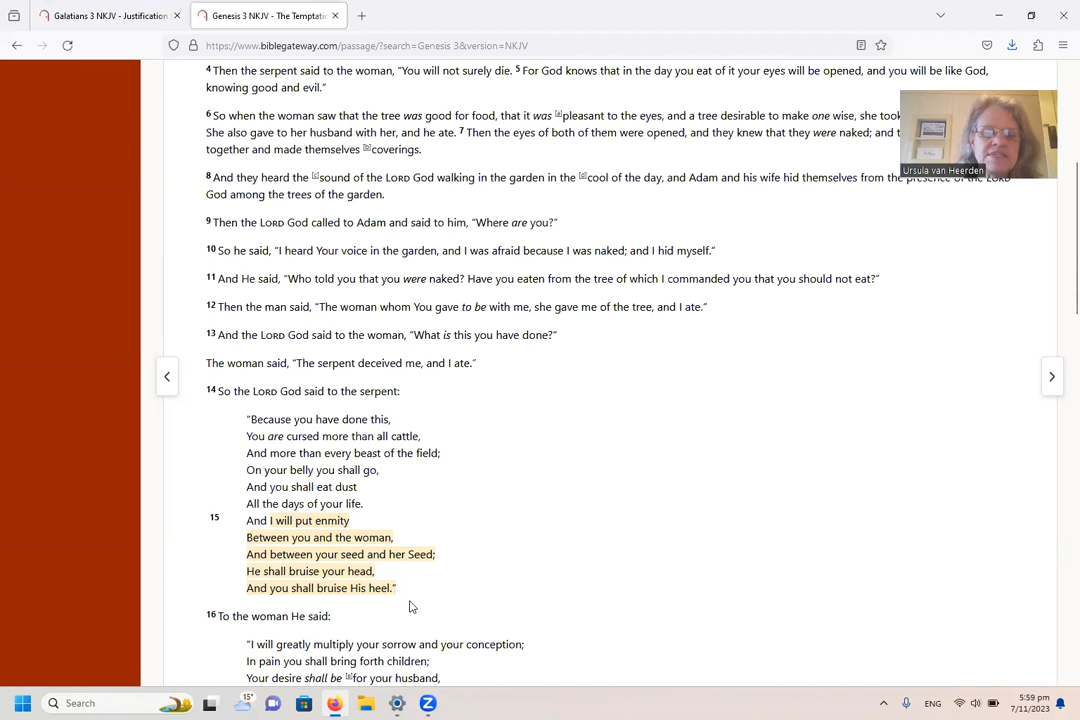 Galatians 3 NKJV - Justification
Genesis 3 NKJV - The Temptati
https://www.biblegateway.com/passage/?search=Genesis 3&version=NKJV
4 Then the serpent said to the woman, “You will not surely die. 5 For God knows that in the day you eat of it your eyes will be opened, and you will be like God,
knowing good and evil.”
6 So when the woman saw that the tree was good for food, that it was [a]pleasant to the eyes, and a tree desirable to make one wise, she took
She also gave to her husband with her, and he ate. 7 Then the eyes of both of them were opened, and they knew that they were naked; and
together and made themselves [b]coverings.
8 And they heard the [c]sound of the LORD God walking in the garden in the [d]cool of the day, and Adam and his wife hid themselves from the presence of the LORD
God among the trees of the garden.
Ursula van Heerden
9 Then the LORD God called to Adam and said to him, “Where are you?”
10 So he said, “I heard Your voice in the garden, and I was afraid because I was naked; and I hid myself.”
11 And He said, “Who told you that you were naked? Have you eaten from the tree of which I commanded you that you should not eat?”
12 Then the man said, “The woman whom You gave to be with me, she gave me of the tree, and I ate.”
13 And the LORD God said to the woman, “What is this you have done?”
The woman said, “The serpent deceived me, and I ate.”
14 So the LORD God said to the serpent:
“Because you have done this,
You are cursed more than all cattle,
And more than every beast of the field;
On your belly you shall go,
And you shall eat dust
All the days of your life.
15 And I will put enmity
Between you and the woman,
And between your seed and her Seed;
He shall bruise your head,
And you shall bruise His heel.”
16 To the woman He said:
“I will greatly multiply your sorrow and your conception;
In pain you shall bring forth children;
Your desire shall be [e]for your husband,
Search
15°
ENG
5:59 pm
7/11/2023